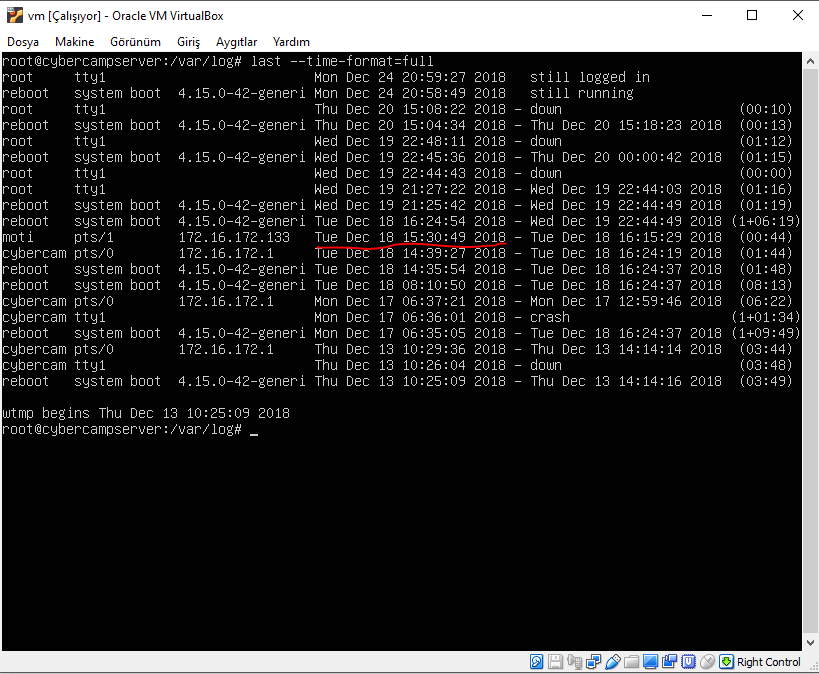 vm [Çalışıyor] - Oracle VM VirtualBox
Dosya Makine Görünüm Giriş Aygıtlar Yardım
root@cybercampserver:/var/log# last --time-format=full
root tty1 Mon Dec 24 20:59:27 2018 still logged in
reboot system boot 4.15.0-42-generi Mon Dec 24 20:58:49 2018 still running
root tty1 Thu Dec 20 15:08:22 2018 - down (00:10)
reboot system boot 4.15.0-42-generi Thu Dec 20 15:04:34 2018 - Thu Dec 20 15:18:23 2018 (00:13)
root tty1 Wed Dec 19 22:48:11 2018 - down (01:12)
reboot system boot 4.15.0-42-generi Wed Dec 19 22:45:36 2018 - Thu Dec 20 00:00:42 2018 (01:15)
root tty1 Wed Dec 19 22:44:43 2018 - down (00:00)
root tty1 Wed Dec 19 21:27:22 2018 - Wed Dec 19 22:44:03 2018 (01:16)
reboot system boot 4.15.0-42-generi Wed Dec 19 21:25:42 2018 - Wed Dec 19 22:44:49 2018 (01:19)
reboot system boot 4.15.0-42-generi Tue Dec 18 16:24:54 2018 - Wed Dec 19 22:44:49 2018 (1+06:19)
moti pts/1 172.16.172.133 Tue Dec 18 15:30:49 2018 - Tue Dec 18 16:15:29 2018 (00:44)
cybercam pts/0 172.16.172.1 Tue Dec 18 14:39:27 2018 - Tue Dec 18 16:24:19 2018 (01:44)
reboot system boot 4.15.0-42-generi Tue Dec 18 14:35:54 2018 - Tue Dec 18 16:24:37 2018 (01:48)
reboot system boot 4.15.0-42-generi Tue Dec 18 08:10:50 2018 - Tue Dec 18 16:24:37 2018 (08:13)
cybercam pts/0 172.16.172.1 Mon Dec 17 06:37:21 2018 - Mon Dec 17 12:59:46 2018 (06:22)
cybercam tty1 Mon Dec 17 06:36:01 2018 - crash (1+01:34)
reboot system boot 4.15.0-42-generi Mon Dec 17 06:35:05 2018 - Tue Dec 18 16:24:37 2018 (1+09:49)
cybercam pts/0 172.16.172.1 Thu Dec 13 10:29:36 2018 - Thu Dec 13 14:14:14 2018 (03:44)
cybercam tty1 Thu Dec 13 10:26:04 2018 - down (03:48)
reboot system boot 4.15.0-42-generi Thu Dec 13 10:25:09 2018 - Thu Dec 13 14:14:16 2018 (03:49)
wtmp begins Thu Dec 13 10:25:09 2018
root@cybercampserver:/var/log# _
Right Control